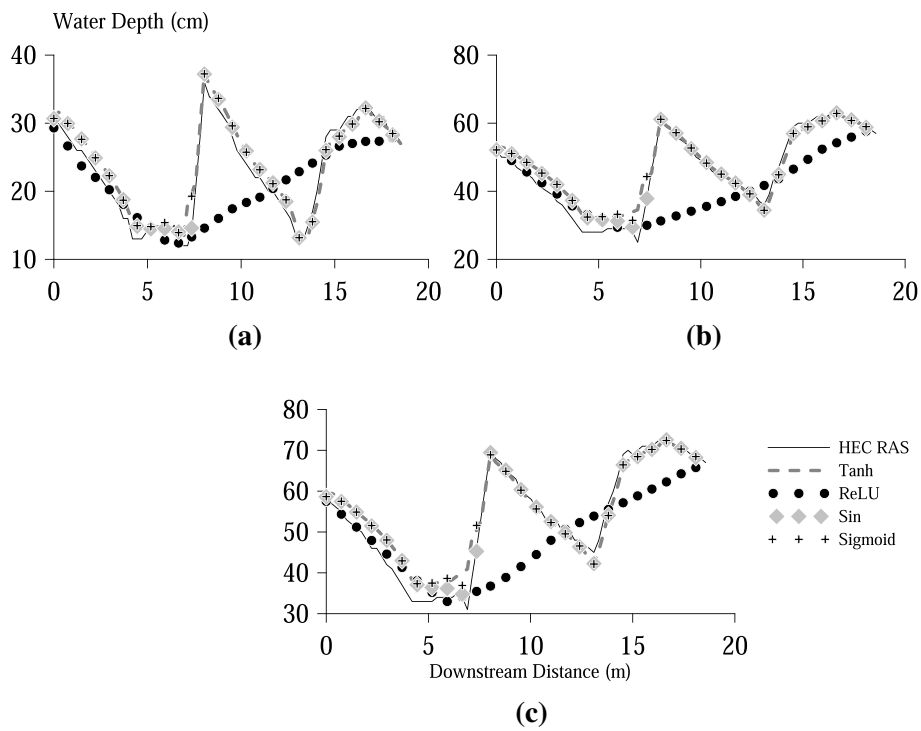 Water Depth (cm)
40
30
20
10
0 5 10 15 20
(a)
80
60
40
20
0 5 10 15 20
(b)
80
70
60
50
40
30
0 5 10 15 20
Downstream Distance (m)
(c)
HEC RAS
Tanh
ReLU
Sin
Sigmoid